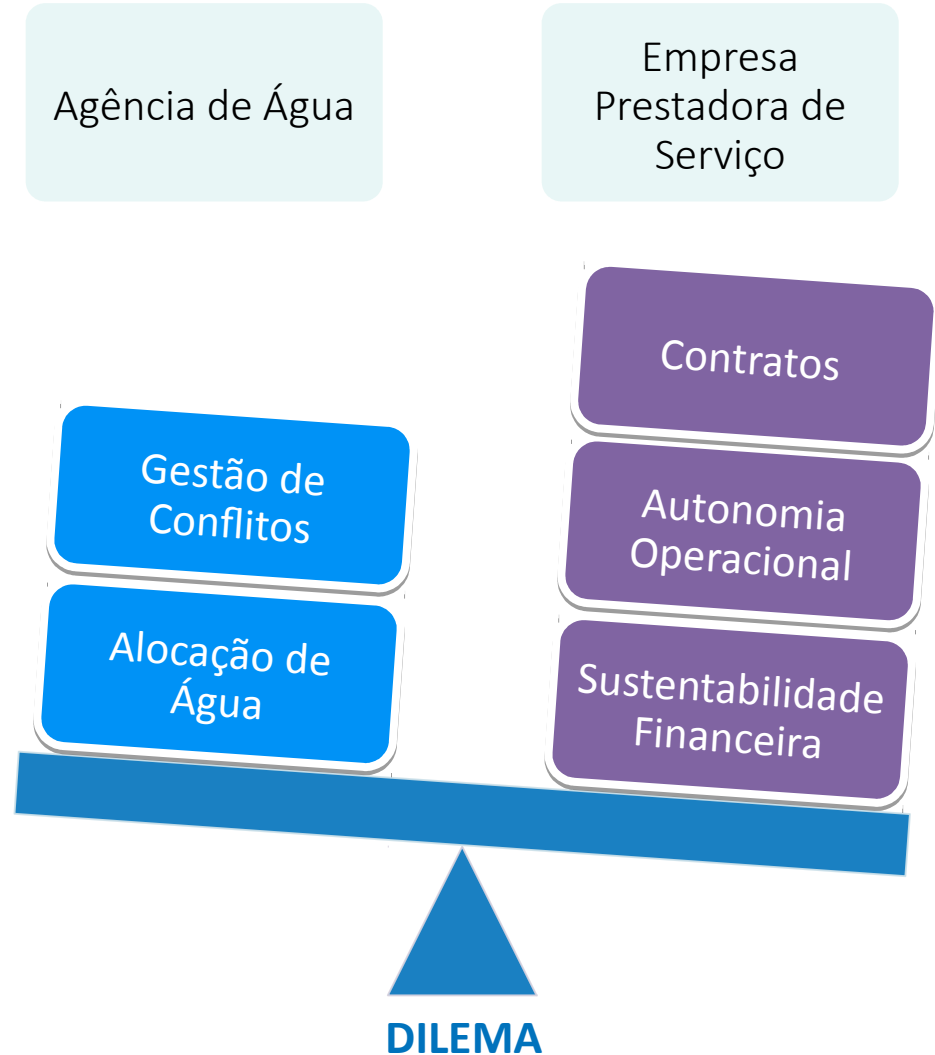 Agência de Água
Empresa
Prestadora de
Serviço
Gestão de
Conflitos
Alocação de
Água
Contratos
Autonomia
Operacional
Sustentabilidade
Financeira
DILEMA